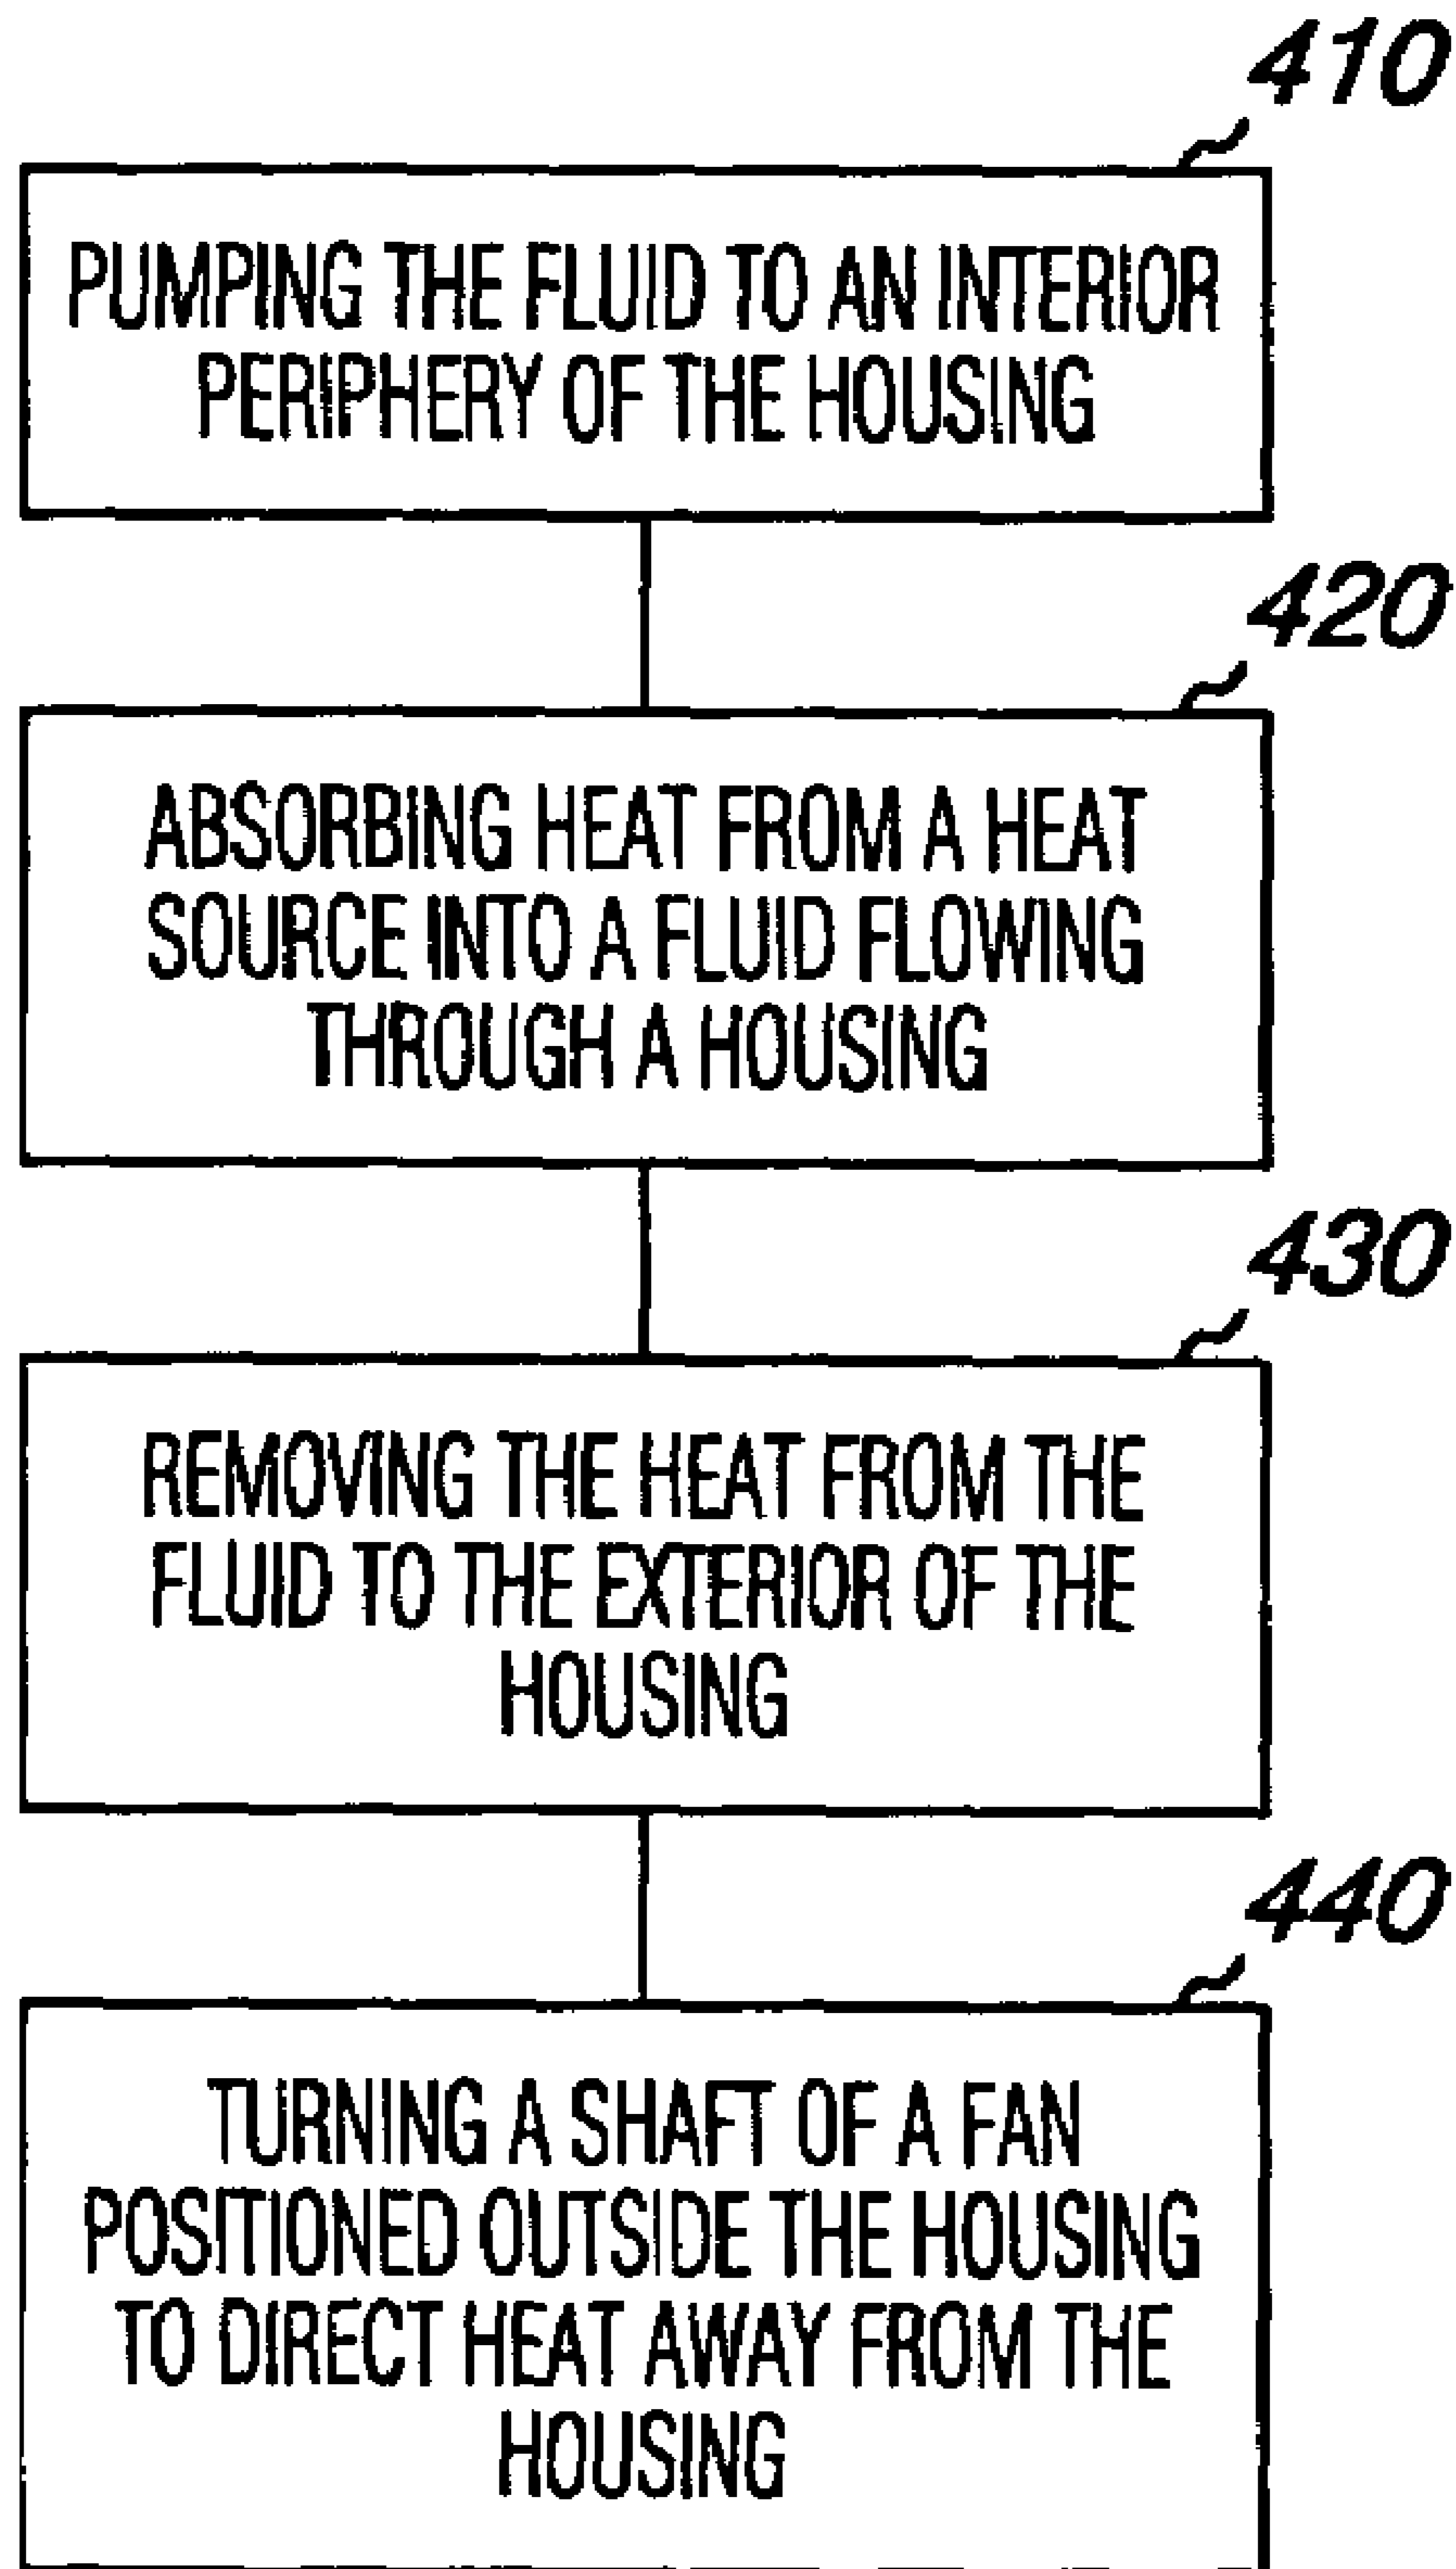 410
PUMPING THE FLUID TO AN INTERIOR
PERIPHERY OF THE HOUSING
420
ABSORBING HEAT FROM A HEAT
SOURCE INTO A FLUID FLOWING
THROUGH A HOUSING
430
REMOVING THE HEAT FROM THE
FLUID TO THE EXTERIOR OF THE
HOUSING
440
TURNING A SHAFT OF A FAN
POSITIONED OUTSIDE THE HOUSING
TO DIRECT HEAT AWAY FROM THE
HOUSING